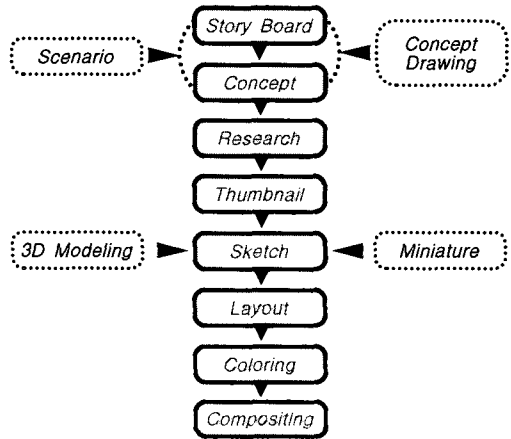 Story Board
Scenario
Concept
Drawing
Concept
Research
Thumbnail
3D Modeling
Sketch
Miniature
Layout
Coloring
Compositing